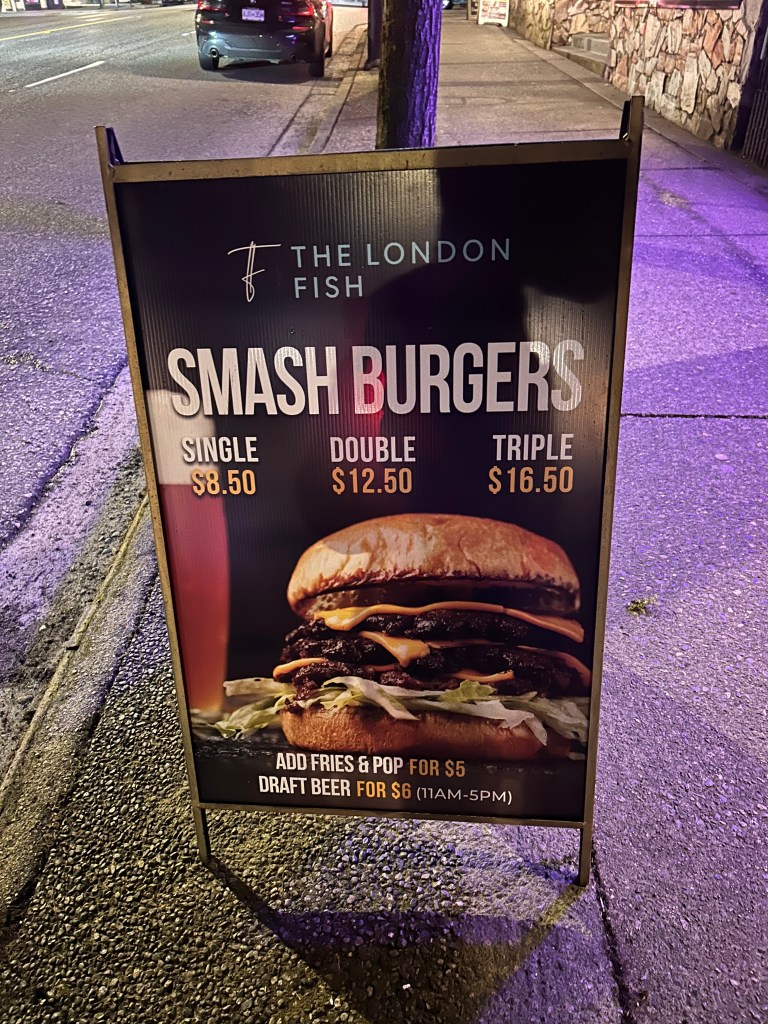 THE LONDON
FISH
SMASH BURGERS
SINGLE DOUBLE TRIPLE
$8.50 $12.50 $16.50
ADD FRIES & POP FOR $5
DRAFT BEER FOR $6 (11AM-5PM)